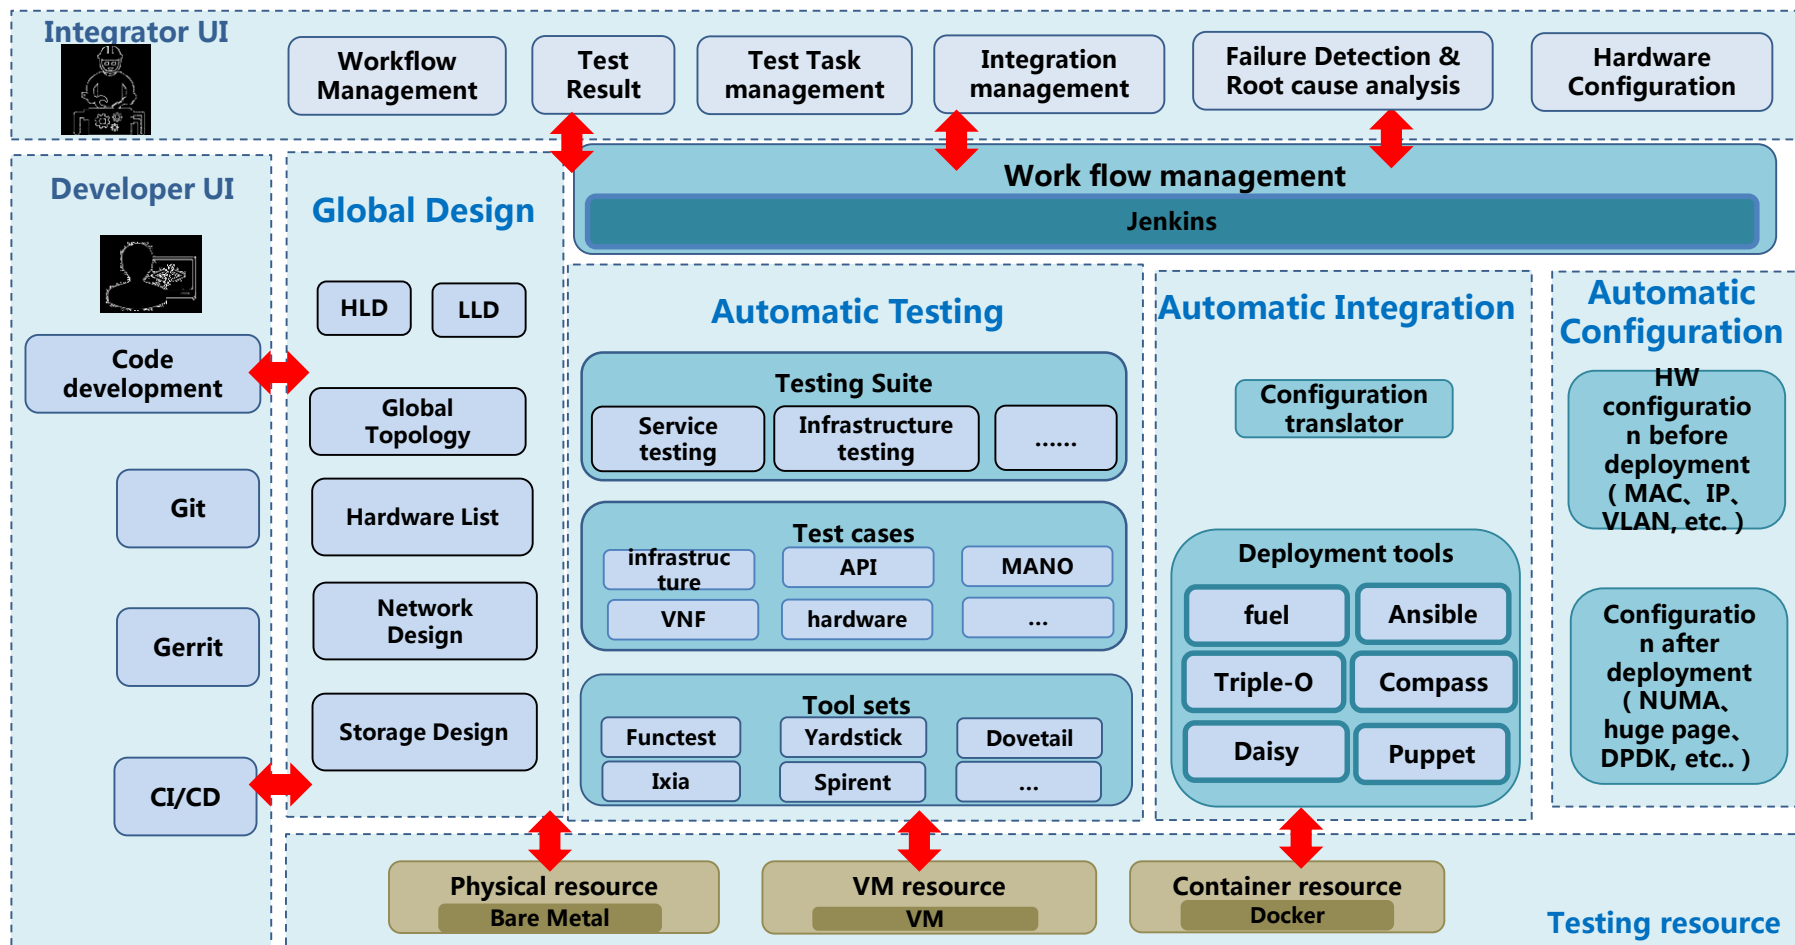 Integrator UI
Workflow
Management
Test
Result
Test Task
management
Integration
management
Failure Detection &
Root cause analysis
Hardware
Configuration
Developer UI
Code
development
Git
Gerrit
CI/CD
Global Design
HLD
LLD
Global
Topology
Hardware List
Network
Design
Storage Design
Work flow management
Jenkins
Automatic Testing
Testing Suite
Service
testing
Infrastructure
testing
......
Test cases
infrastruc
ture
API
MANO
VNF
hardware
...
Tool sets
Functest
Yardstick
Dovetail
Ixia
Spirent
...
Automatic Integration
Configuration
translator
Deployment tools
fuel
Ansible
Triple-O
Compass
Daisy
Puppet
Automatic
Configuration
HW
configuratio
n before
deployment
( MAC、IP、
VLAN, etc. )
Configuratio
n after
deployment
( NUMA、
huge page、
DPDK, etc.. )
Physical resource
Bare Metal
VM resource
VM
Container resource
Docker
Testing resource